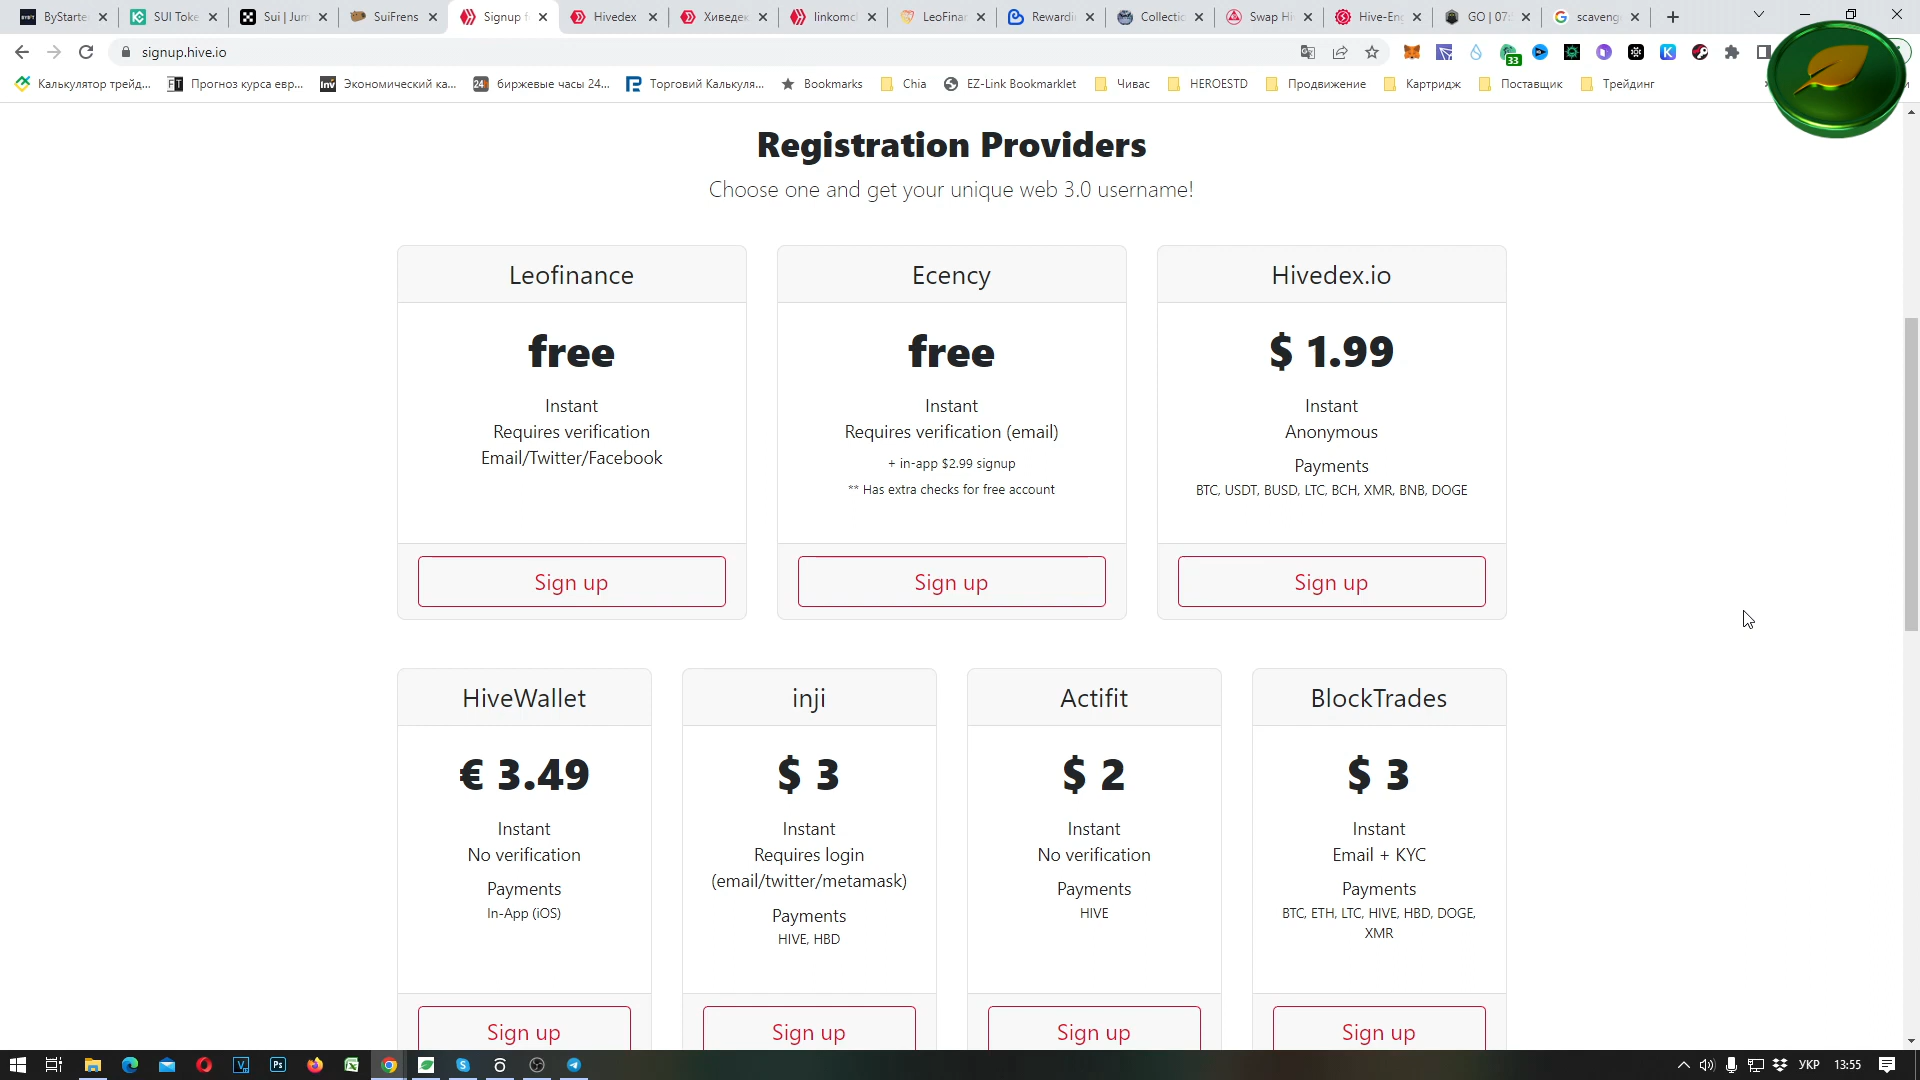 ByStarte
SUI Toke
Sui | Jum
SuiFrens
Signup f
Hivedex
Хиведек
linkomcl
LeoFinar
Rewardi
Collectic
Swap Hi
Hive-Eng
GO | 07:
scaveng
signup.hive.io
33
Калькулятор трейд...
Прогноз курса евр...
Экономический ка...
биржевые часы 24...
Торговий Калькуля...
Bookmarks
Chia
EZ-Link Bookmarklet
Чивас
HEROESTD
Продвижение
Картридж
Поставщик
Трейдинг
Registration Providers
Choose one and get your unique web 3.0 username!
Leofinance
free
Instant
Requires verification
Email/Twitter/Facebook
Sign up
Ecency
free
Instant
Requires verification (email)
+ in-app $2.99 signup
** Has extra checks for free account
Sign up
Hivedex.io
$ 1.99
Instant
Anonymous
Payments
BTC, USDT, BUSD, LTC, BCH, XMR, BNB, DOGE
Sign up
HiveWallet
€ 3.49
Instant
No verification
Payments
In-App (iOS)
Sign up
inji
$ 3
Instant
Requires login
(email/twitter/metamask)
Payments
HIVE, HBD
Sign up
Actifit
$ 2
Instant
No verification
Payments
HIVE
Sign up
BlockTrades
$ 3
Instant
Email + KYC
Payments
BTC, ETH, LTC, HIVE, HBD, DOGE,
XMR
Sign up
УКР
13:55